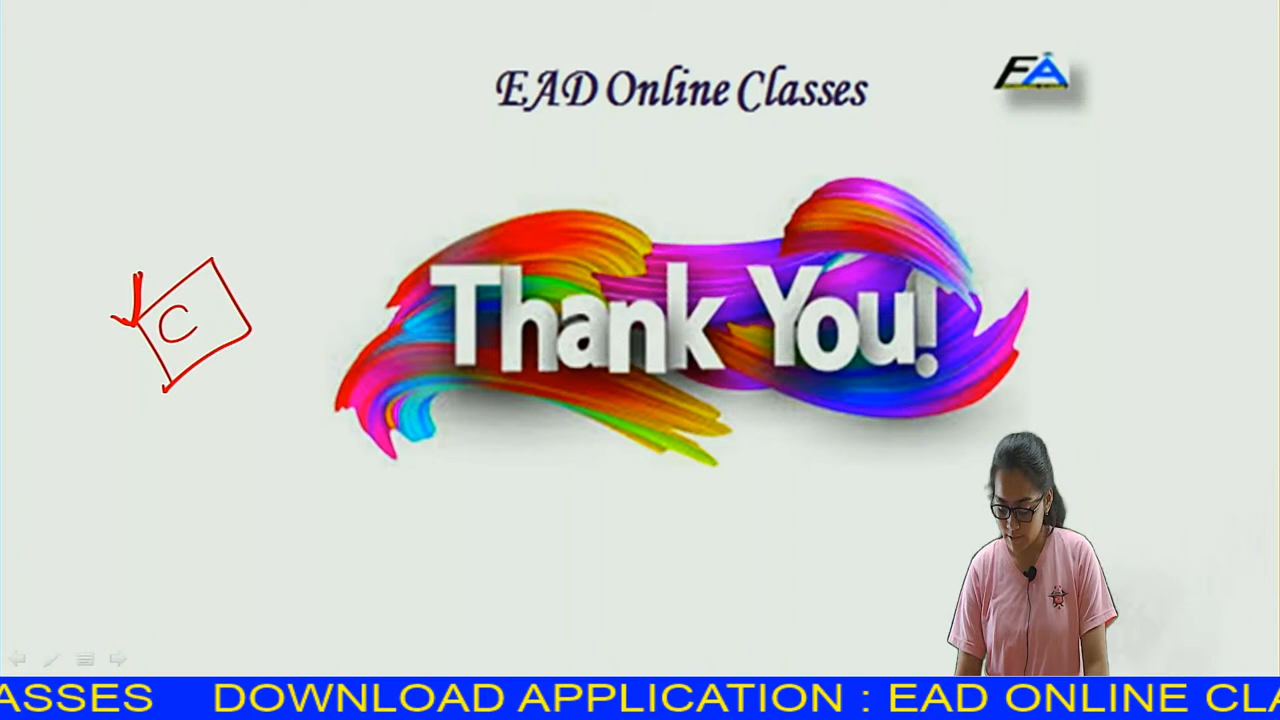 EAD Online Classes
FA
C
Thank You!
ASSES DOWNLOAD APPLICATION : EAD ONLINE CLA